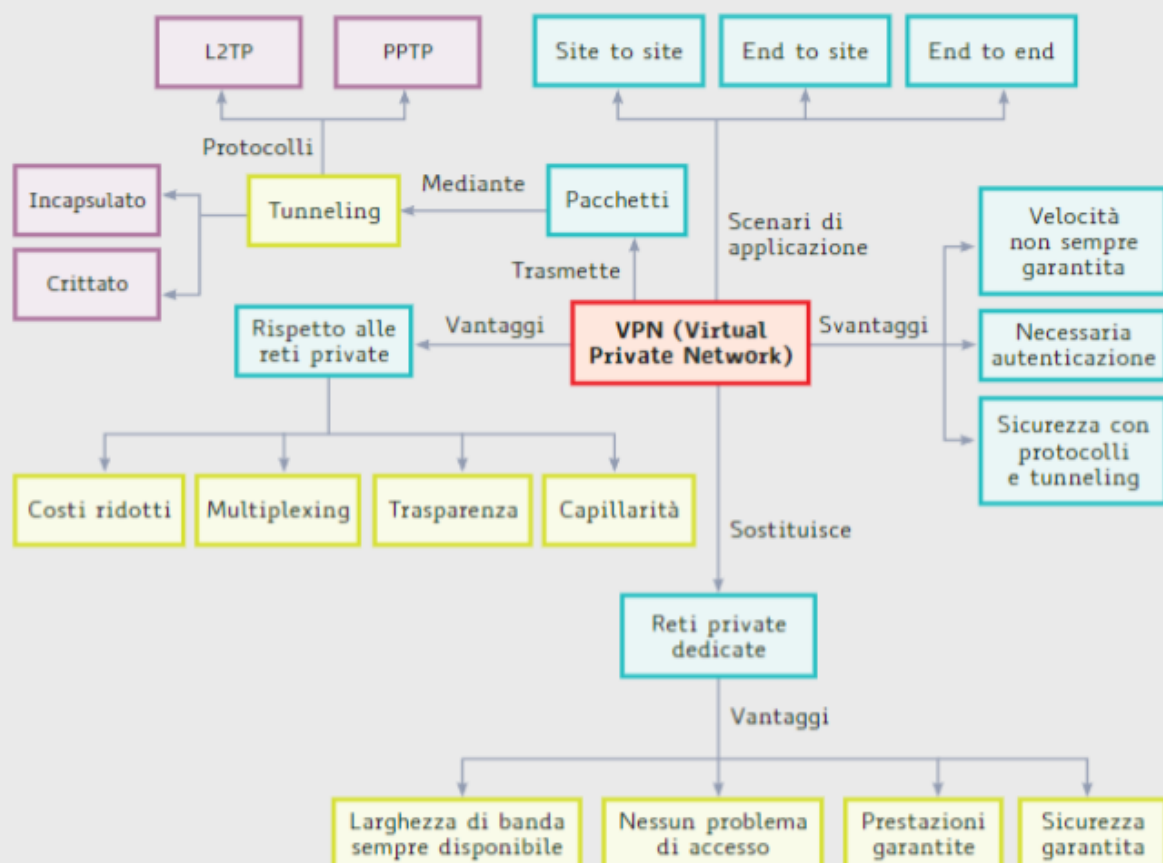 L2TP
PPTP
Site to site
End to site
End to end
Protocolli
Incapsulato
Tunneling
Mediante
Pacchetti
Scenari di
applicazione
Velocità
non sempre
garantita
Crittato
Trasmette
Rispetto alle
reti private
Vantaggi
VPN (Virtual
Private Network)
Svantaggi
Necessaria
autenticazione
Sicurezza con
protocolli
e tunneling
Costi ridotti
Multiplexing
Trasparenza
Capillarità
Sostituisce
Reti private
dedicate
Vantaggi
Larghezza di banda
sempre disponibile
Nessun problema
di accesso
Prestazioni
garantite
Sicurezza
garantita